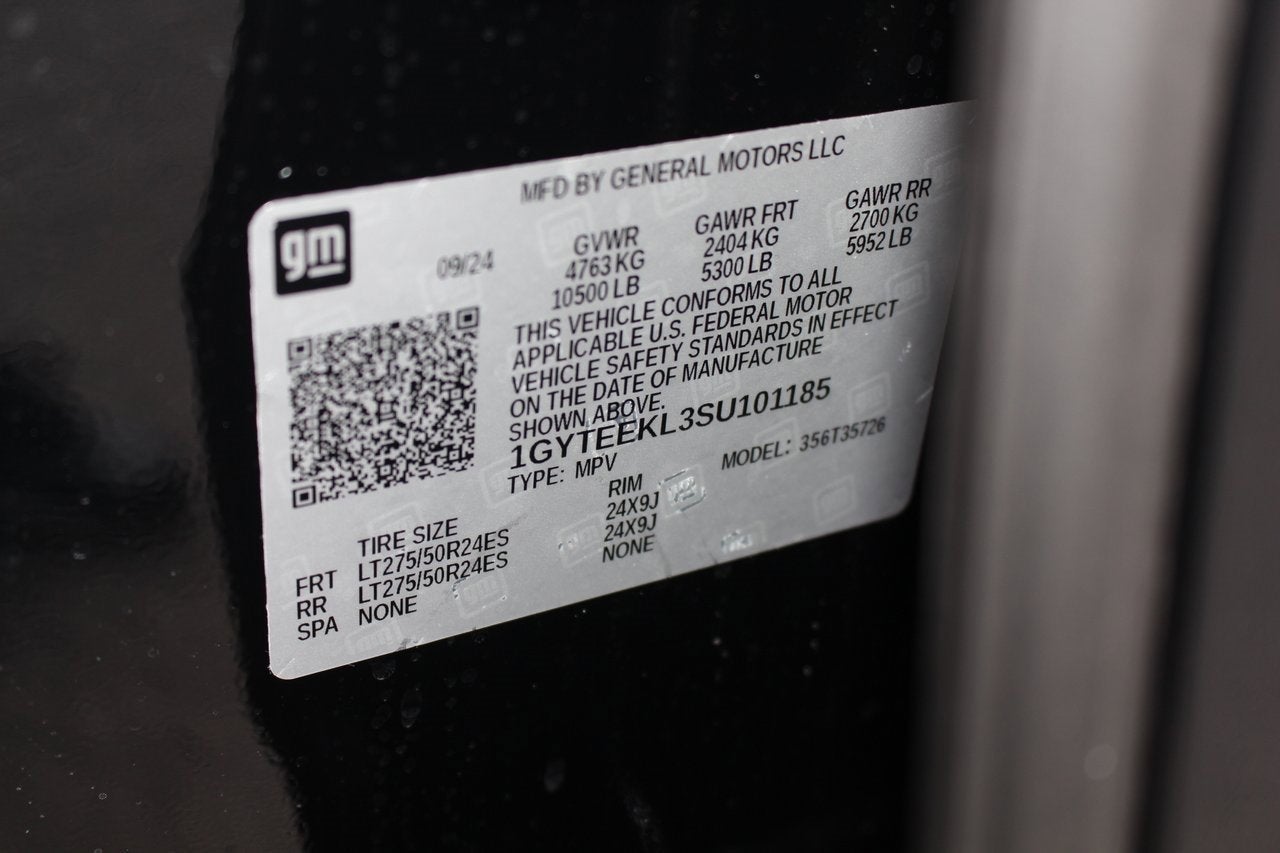 MFD BY GENERAL MOTORS LLC
gm
09/24
GVWR GAWR FRT GAWR RR
4763 KG 2404 KG 2700 KG
10500 LB 5300 LB 5952 LB
THIS VEHICLE CONFORMS TO ALL
APPLICABLE U.S. FEDERAL MOTOR
VEHICLE SAFETY STANDARDS IN EFFECT
ON THE DATE OF MANUFACTURE
SHOWN ABOVE.
1GYTEEKL3SU101185
TYPE: MPV MODEL: 356T35726
TIRE SIZE RIM
FRT LT275/50R24ES 24X9J
RR LT275/50R24ES 24X9J
SPA NONE NONE